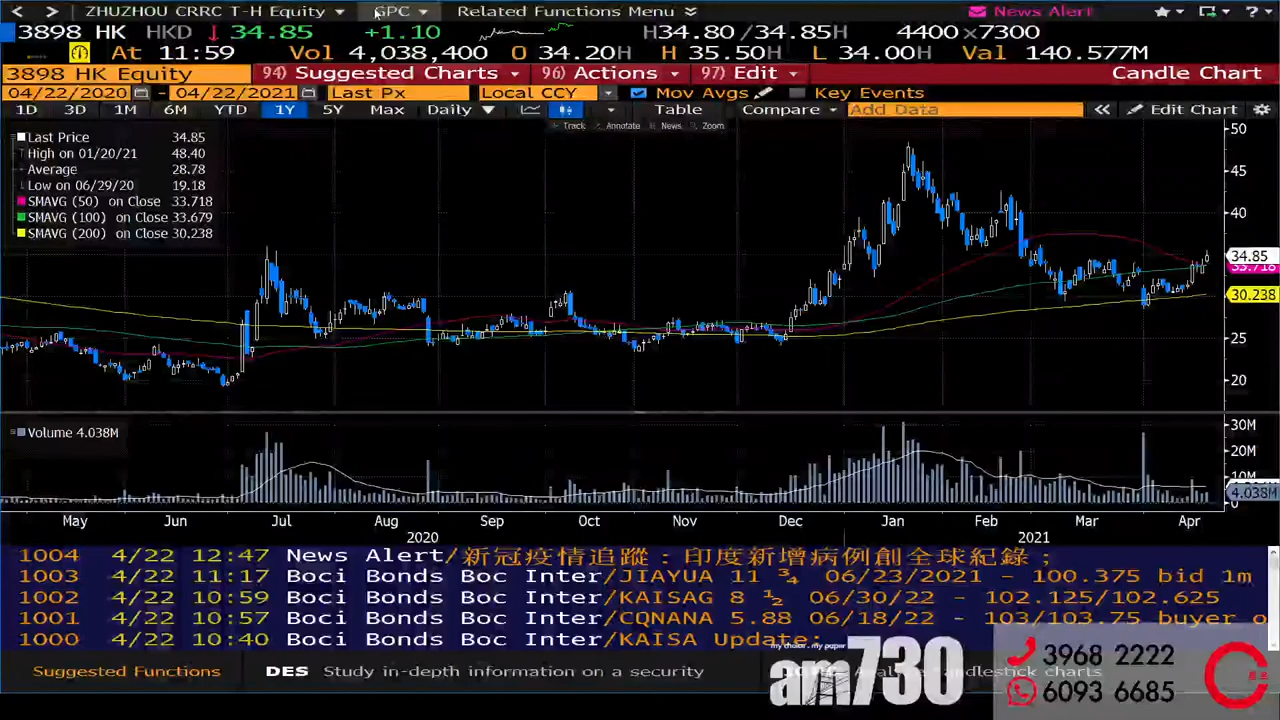 ZHUZHOU CRRC T-H Equity GPC Related Functions Menu News Alert
3898 HK HKD 34.85 +1.10 H34.80/34.85H 4400x7300
At 11:59 Vol 4,038,400 O 34.20H H 35.50H L 34.00H Val 140.577M
3898 HK Equity 94) Suggested Charts 96) Actions 97) Edit Candle Chart
04/22/2020 - 04/22/2021 Last Px Local CCY Mov Avgs Key Events
1D 3D 1M 6M YTD 1Y 5Y Max Daily Table Compare Add Data Edit Chart
Track Annotate News Zoom
Last Price 34.85
High on 01/20/21 48.40
Average 28.78
Low on 06/29/20 19.18
SMAVG (50) on Close 33.718
SMAVG (100) on Close 33.679
SMAVG (200) on Close 30.238
50
45
40
34.85
33.718
30.238
25
20
Volume 4.038M
30M
20M
10M
4.038M
0
May Jun Jul Aug Sep Oct Nov Dec Jan Feb Mar Apr
2020 2021
1004 4/22 12:47 News Alert/新冠疫情追蹤：印度新增病例創全球紀錄；
1003 4/22 11:17 Boci Bonds Boc Inter/JIAYUA 11 ¾ 06/23/2021 - 100.375 bid 1m
1002 4/22 10:59 Boci Bonds Boc Inter/KAISAG 8 ½ 06/30/22 - 102.125/102.625
1001 4/22 10:57 Boci Bonds Boc Inter/CQNANA 5.88 06/18/22 - 103/103.75 buyer o
1000 4/22 10:40 Boci Bonds Boc Inter/KAISA Update:
Suggested Functions DES Study in-depth information on a security candlestick charts
my choice . my paper
am730
3968 2222
6093 6685